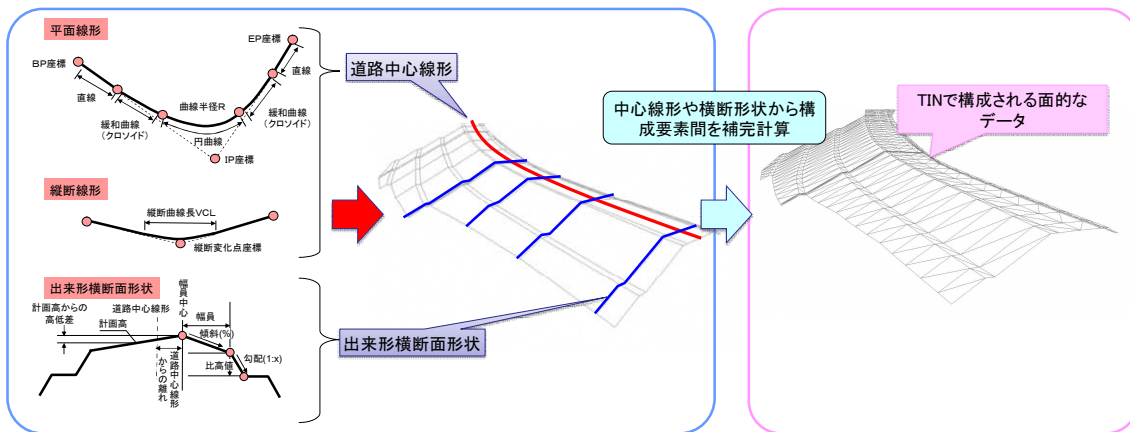 平面線形
BP座標
EP座標
直線
直線
曲線半径R
緩和曲線
（クロソイド）
緩和曲線
（クロソイド）
円曲線
IP座標
縦断線形
縦断曲線長VCL
縦断変化点座標
出来形横断面形状
幅員中心
計画高からの
高低差
道路中心線形
計画高
幅員
傾斜(%)
勾配(1:x)
比高値
道路中心線形
からの離れ
道路中心線形
出来形横断面形状
中心線形や横断形状から構
成要素間を補完計算
TINで構成される面的な
データ